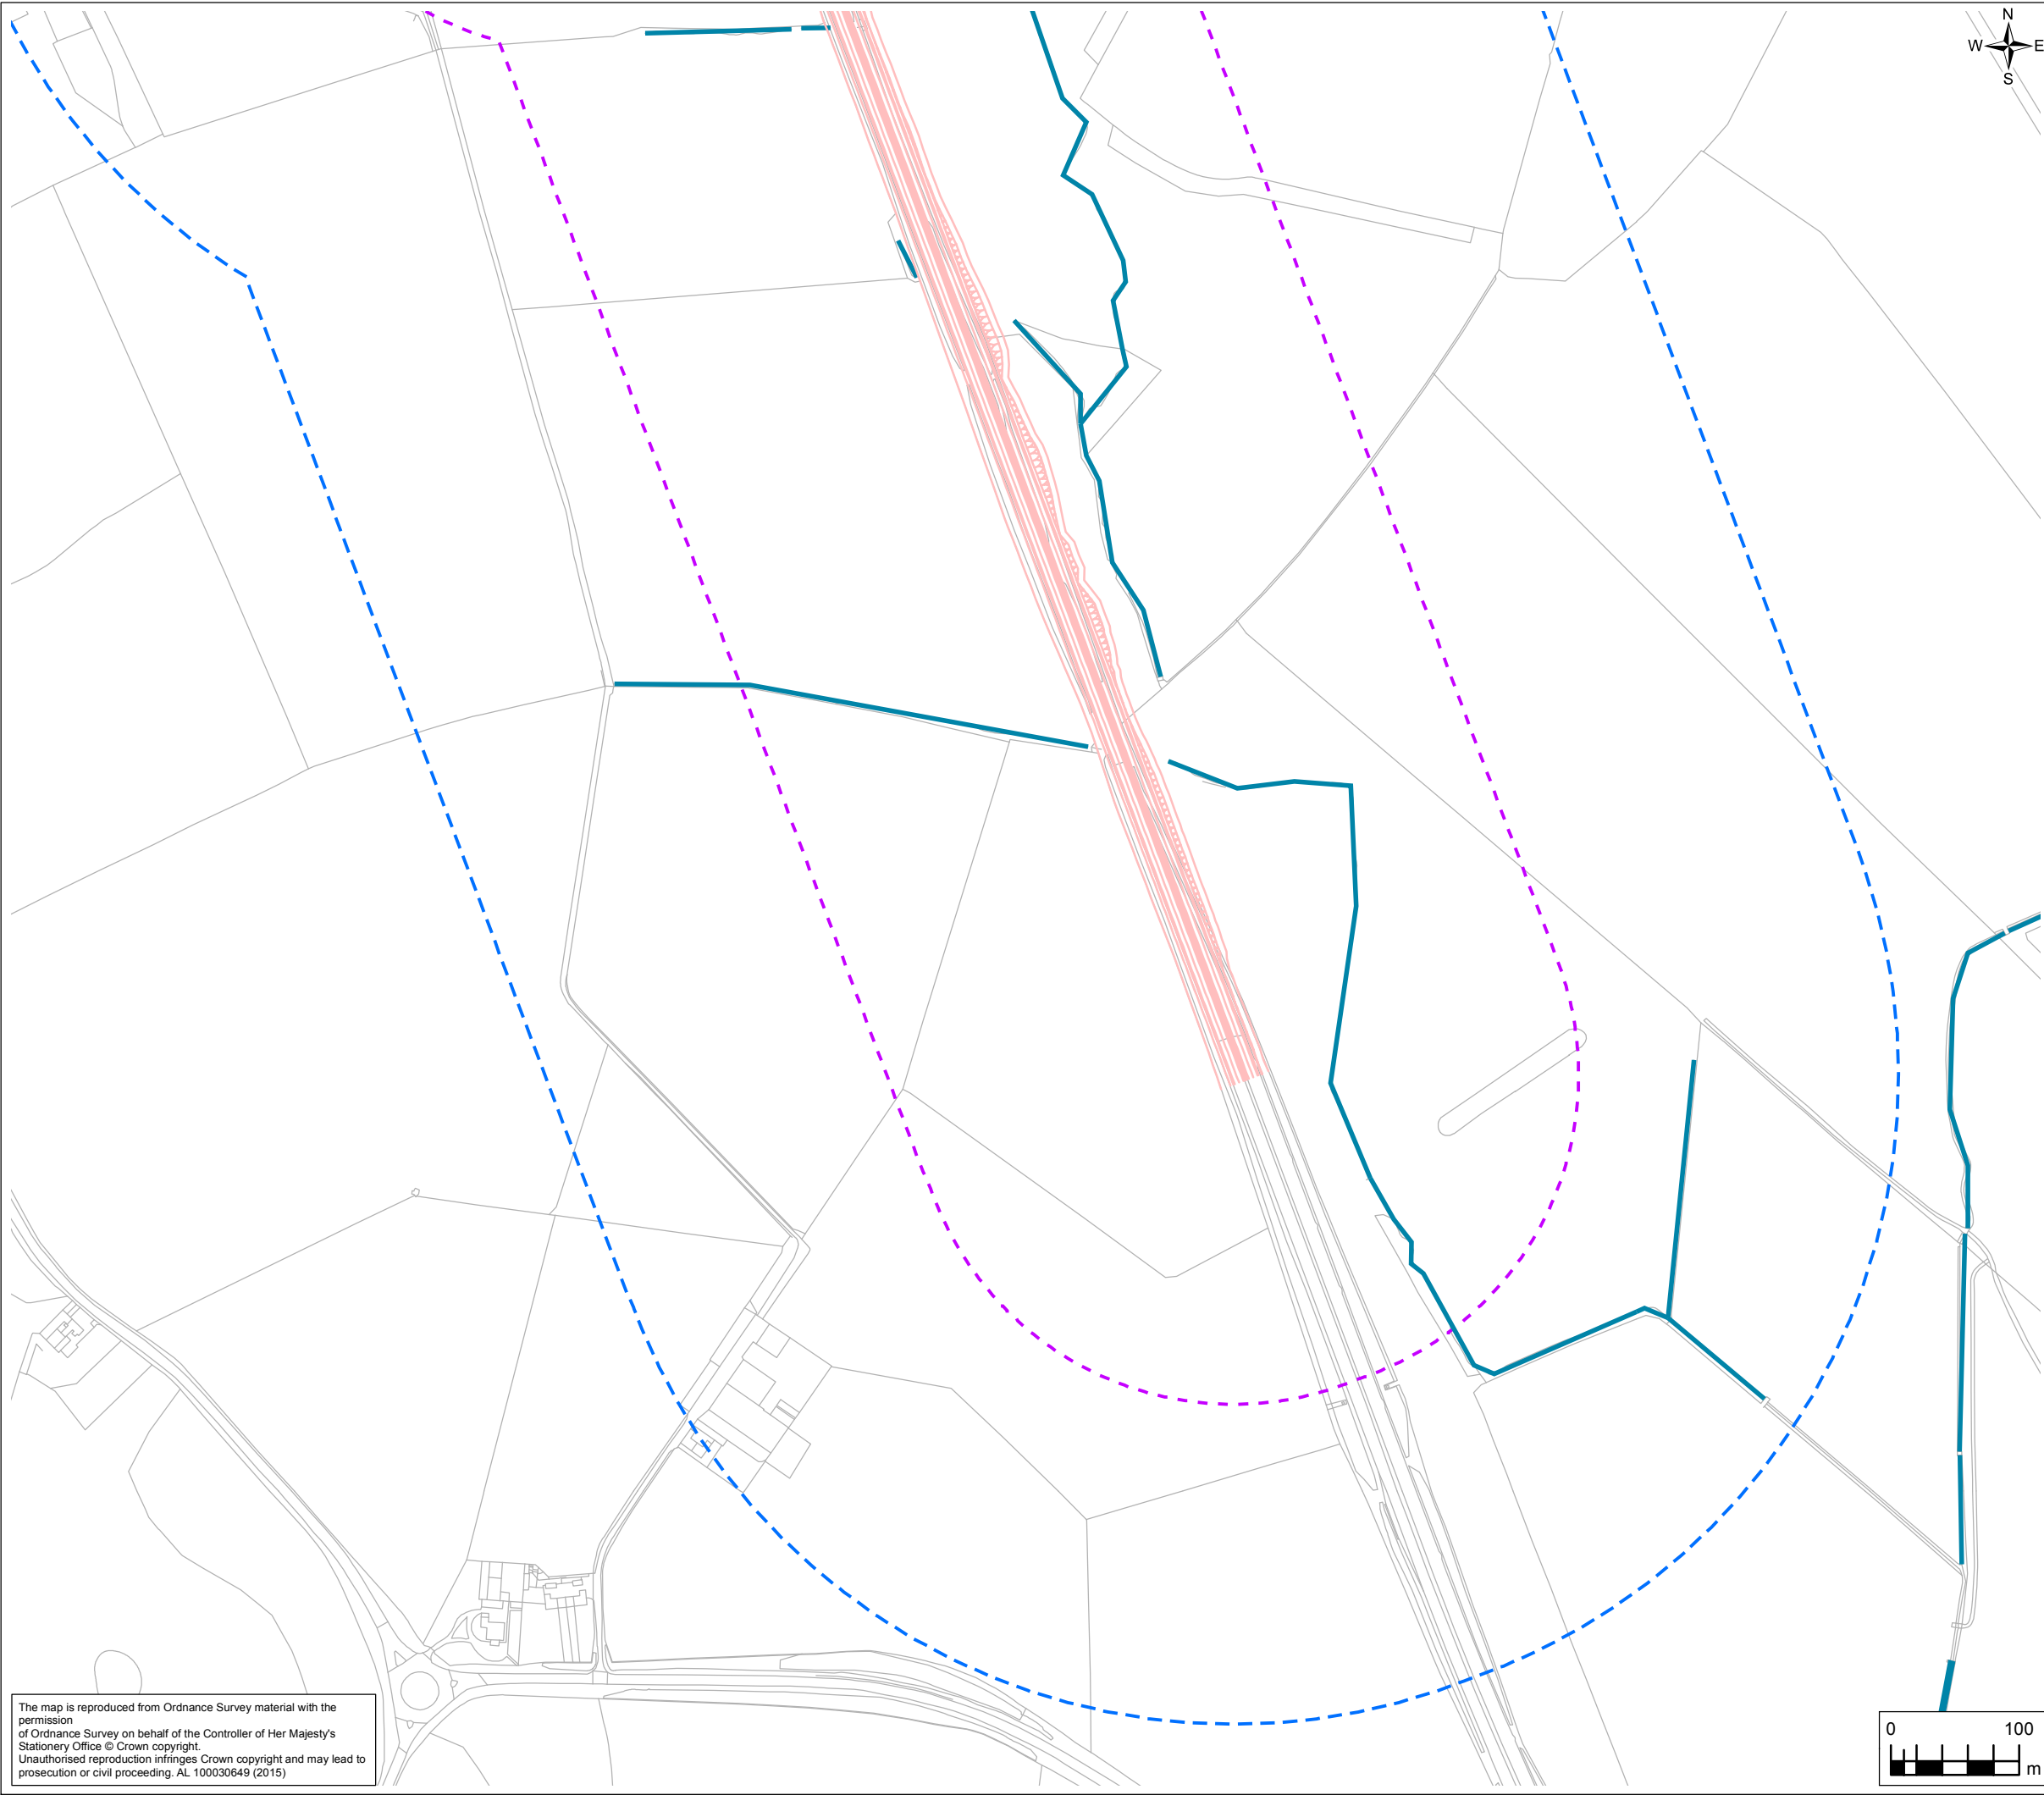 N
W E
S
The map is reproduced from Ordnance Survey material with the
permission
of Ordnance Survey on behalf of the Controller of Her Majesty's
Stationery Office © Crown copyright.
Unauthorised reproduction infringes Crown copyright and may lead to
prosecution or civil proceeding. AL 100030649 (2015)
0 100
m